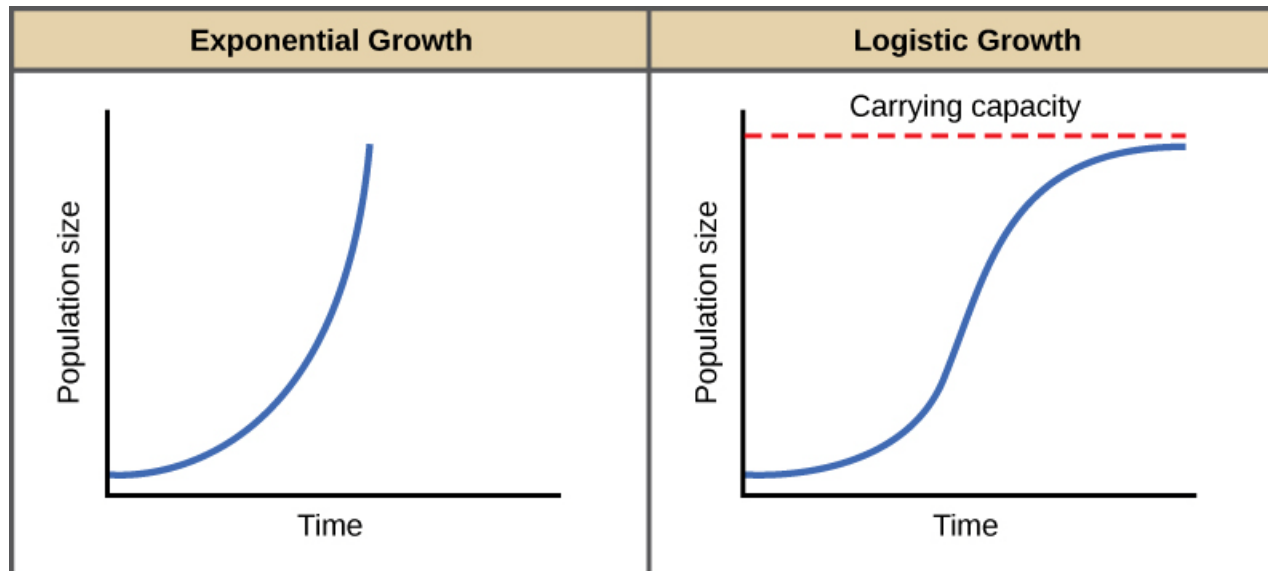 Exponential Growth
Logistic Growth
Population size
Time
Carrying capacity
Population size
Time